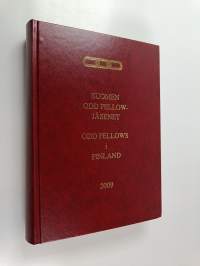 SUOMEN
ODD FELLOW-
JÄSENET
ODD FELLOWS
i
FINLAND
2009